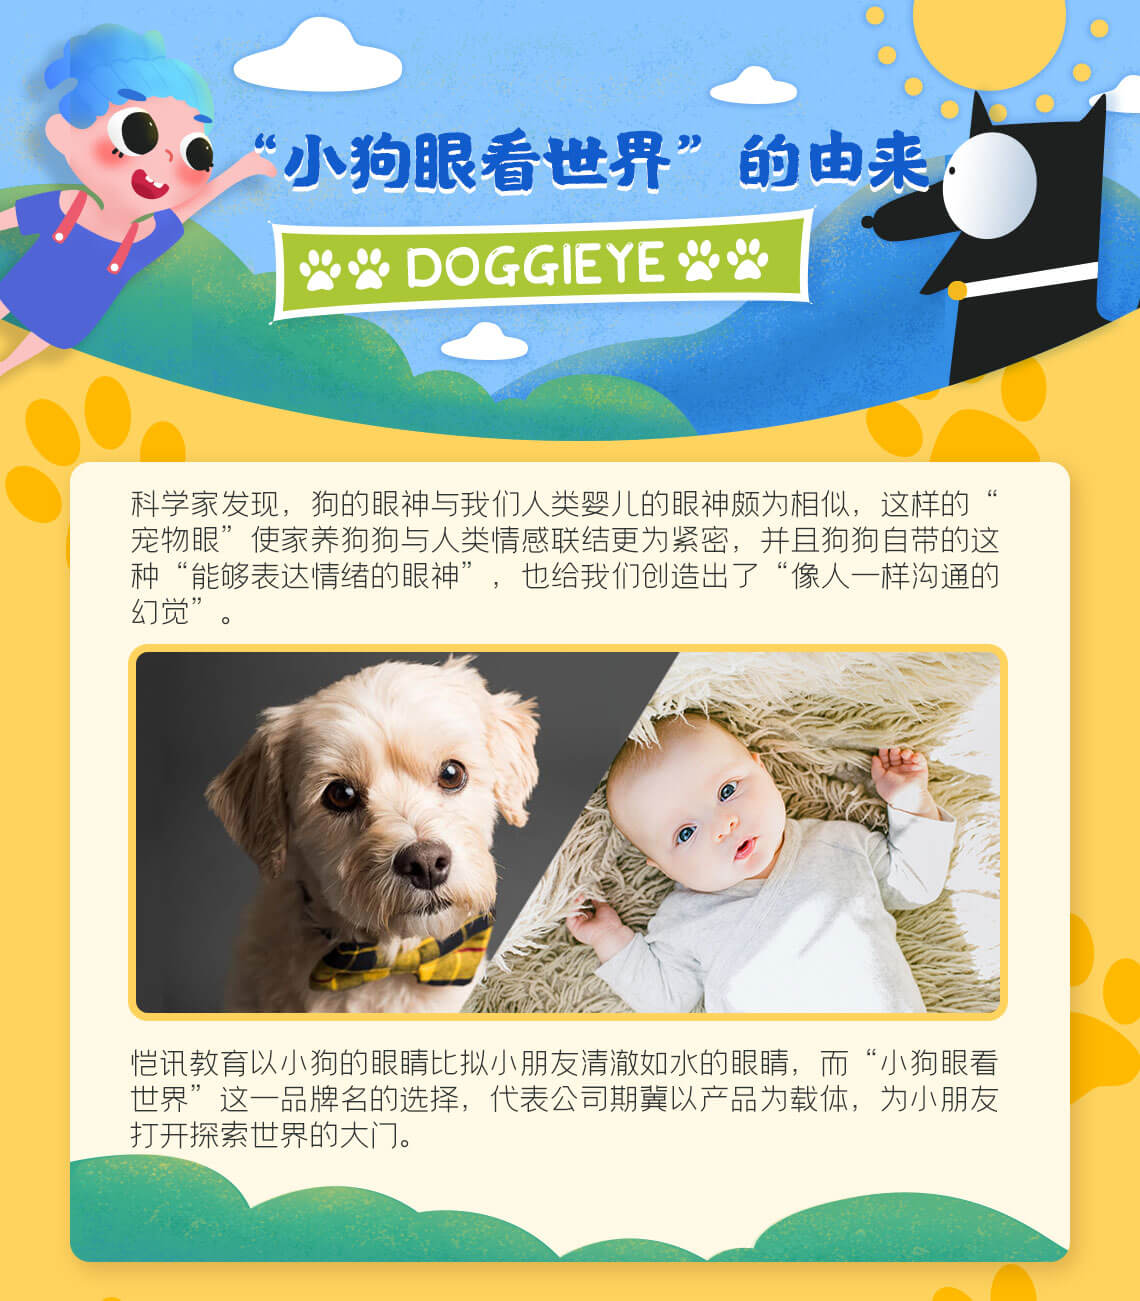 “小狗眼看世界”的由来
DOGGIEYE
科学家发现，狗的眼神与我们人类婴儿的眼神颇为相似，这样的“
宠物眼”使家养狗狗与人类情感联结更为紧密，并且狗狗自带的这
种“能够表达情绪的眼神”，也给我们创造出了“像人一样沟通的
幻觉”。
恺讯教育以小狗的眼睛比拟小朋友清澈如水的眼睛，而“小狗眼看
世界”这一品牌名的选择，代表公司期冀以产品为载体，为小朋友
打开探索世界的大门。